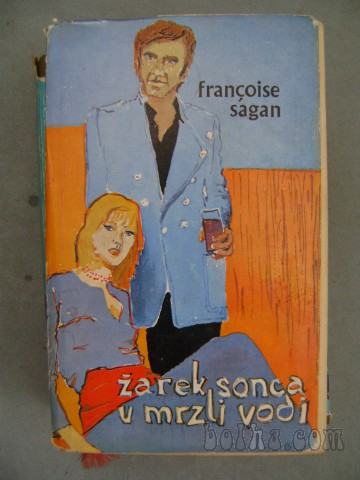 françoise
sagan
žarek sonca
v mrzli vodi
bolha.com